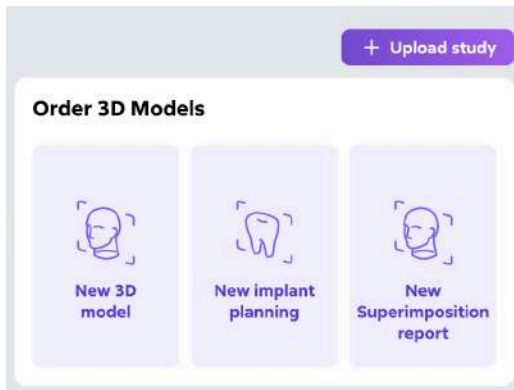 + Upload study
Order 3D Models
New 3D
model
New implant
planning
New
Superimposition
report